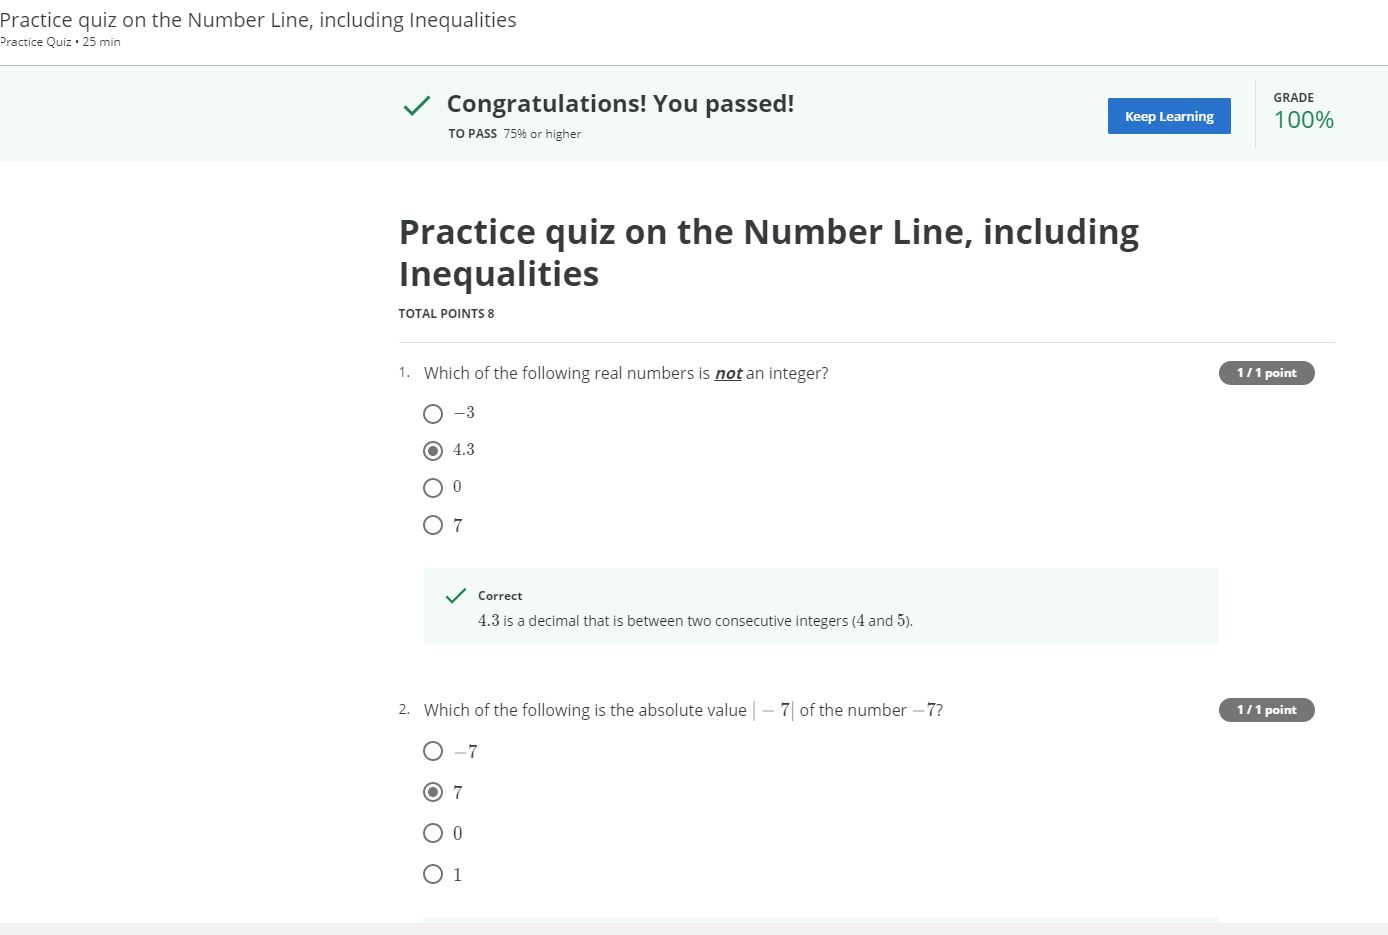 Practice quiz on the Number Line, including Inequalities
Practice Quiz • 25 min
Congratulations! You passed!
TO PASS 75% or higher
Keep Learning
GRADE
100%
Practice quiz on the Number Line, including
Inequalities
TOTAL POINTS 8
1. Which of the following real numbers is not an integer?
1 / 1 point
−3
4.3
0
7
Correct
4.3 is a decimal that is between two consecutive integers (4 and 5).
2. Which of the following is the absolute value | − 7| of the number −7?
1 / 1 point
−7
7
0
1